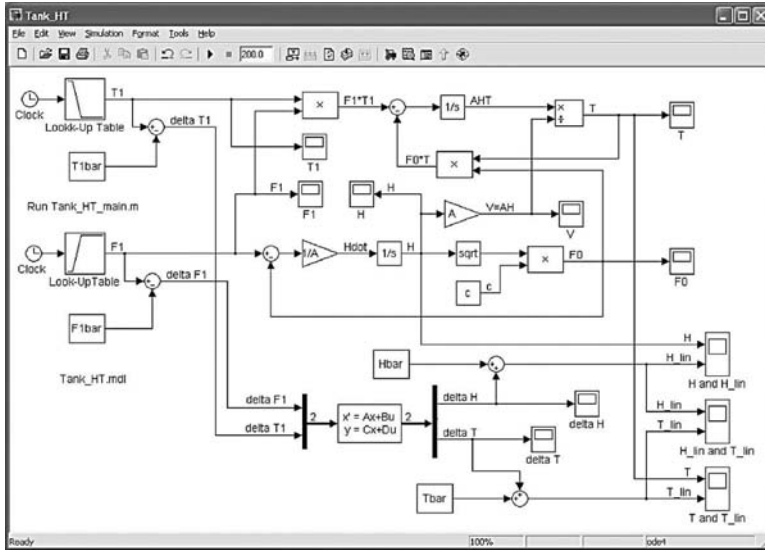 Tank_HT
File Edit View Simulation Format Tools Help
200.0
Clock
Lookk-Up Table
T1
delta T1
T1bar
Run Tank_HT_main.m
×
F1*T1
1/s
AHT
×
÷
T
T
F0*T
×
T1
F1
F1
H
H
A
V=AH
V
Clock
Look-UpTable
F1
delta F1
F1bar
Tank_HT.mdl
1/A
Hdot
1/s
H
sqrt
×
F0
F0
c
c
Hbar
H
H_lin
H and H_lin
delta F1
delta T1
2
x' = Ax+Bu
y = Cx+Du
2
delta H
delta H
delta T
delta T
H_lin
T_lin
H_lin and T_lin
Tbar
T
T_lin
T and T_lin
Ready
100%
ode4